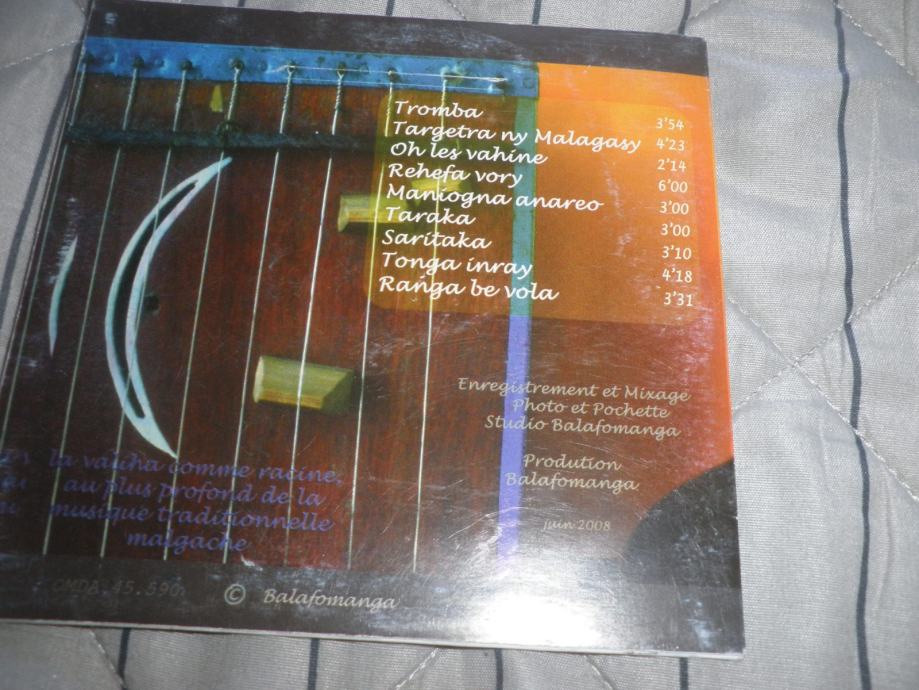 Tromba 3'54
Targetra ny Malagasy 4'23
Oh les vahine 2'14
Rehefa vory 6'00
Maniogna anareo 3'00
Taraka 3'00
Saritaka 3'10
Tonga inray 4'18
Ranga be vola 3'31
Enregistrement et Mixage
Photo et Pochette
Studio Balafomanga
Prodution
Balafomanga
juin 2008
la valiha comme racine,
au plus profond de la
musique traditionnelle
malgache
OMDA 45.590
© Balafomanga